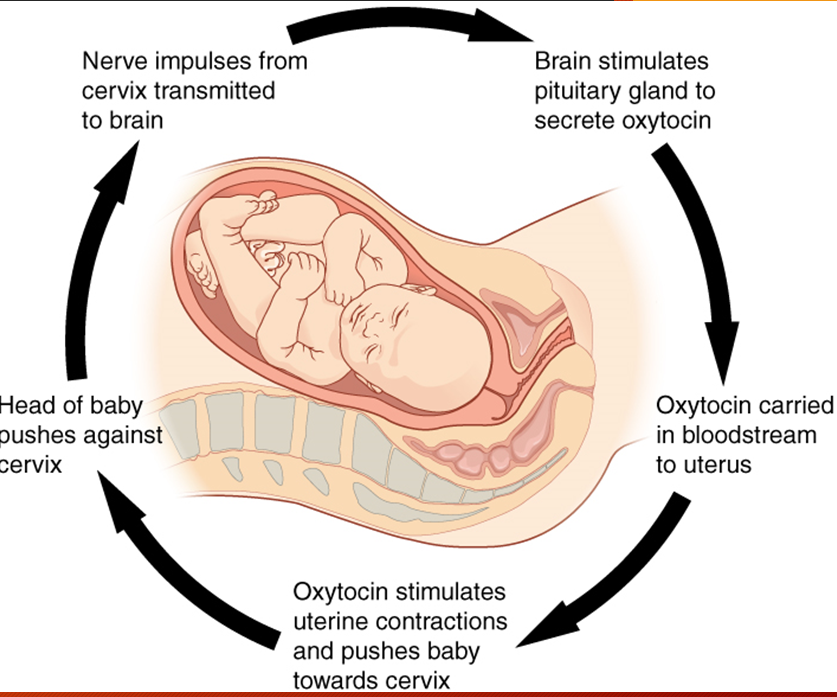 Nerve impulses from
cervix transmitted
to brain
Brain stimulates
pituitary gland to
secrete oxytocin
Oxytocin carried
in bloodstream
to uterus
Oxytocin stimulates
uterine contractions
and pushes baby
towards cervix
Head of baby
pushes against
cervix